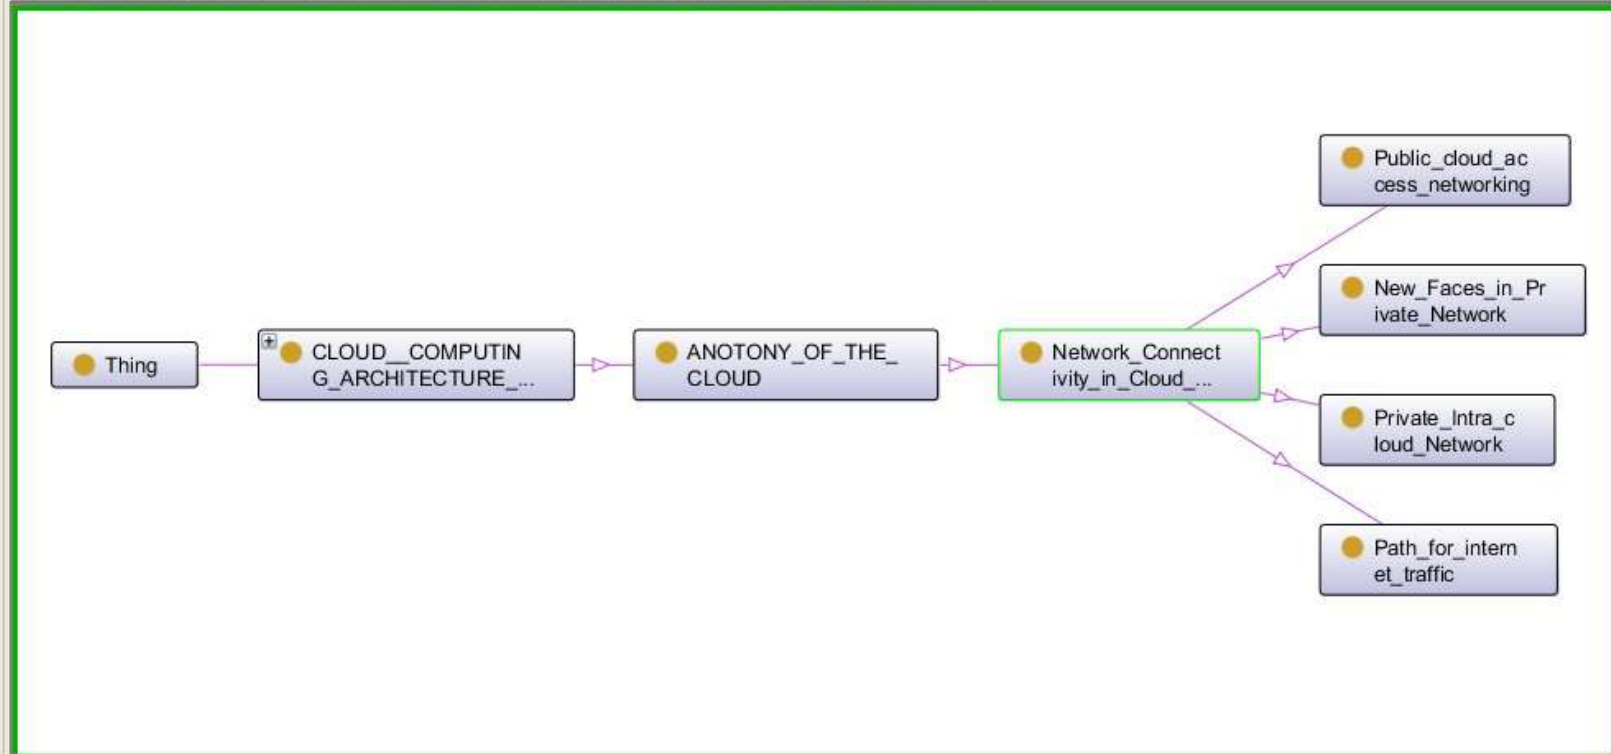 Thing
CLOUD__COMPUTIN
G_ARCHITECTURE_...
ANOTONY_OF_THE_
CLOUD
Network_Connect
ivity_in_Cloud_...
Public_cloud_ac
cess_networking
New_Faces_in_Pr
ivate_Network
Private_Intra_c
loud_Network
Path_for_intern
et_traffic